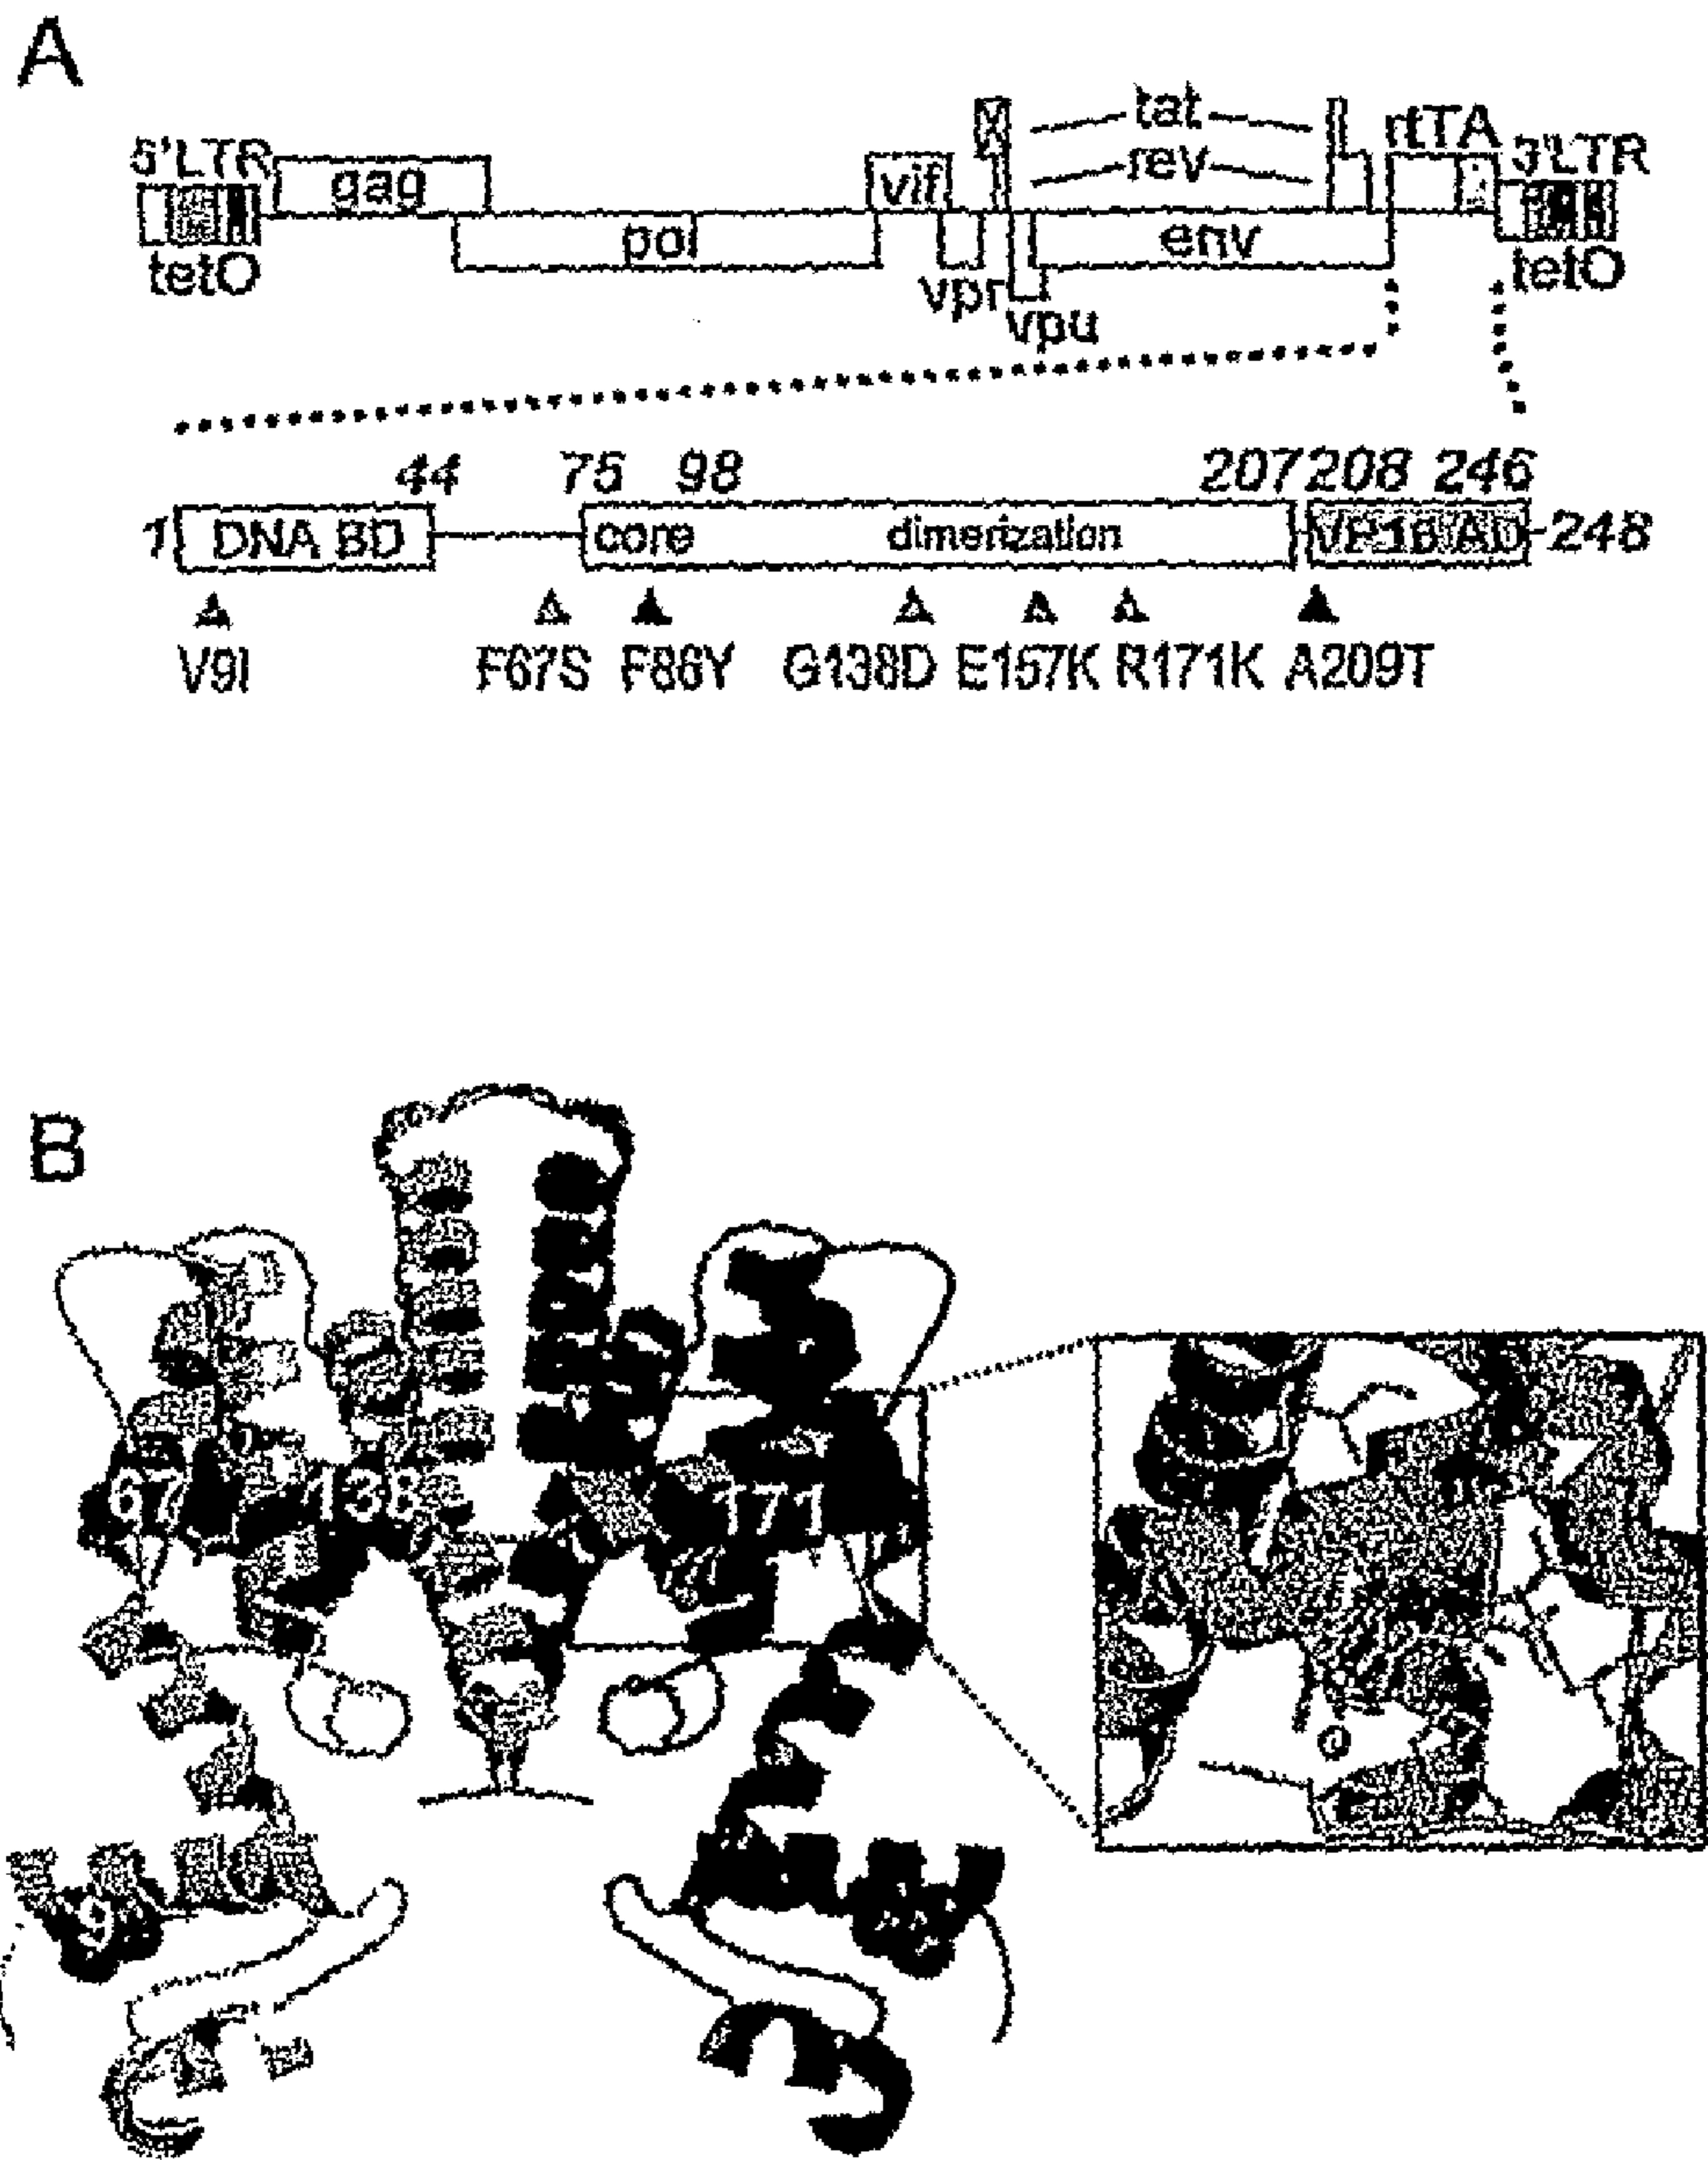 A
tat
5'LTR rtTA 3'LTR
gag vif rev
pol env
tetO tetO
vpr
vpu
44 75 98 207 208 246
1 DNA BD core dimerization VP16 AD 248
V9I F67S F86Y G138D E157K R171K A209T
B
67 138 171
9